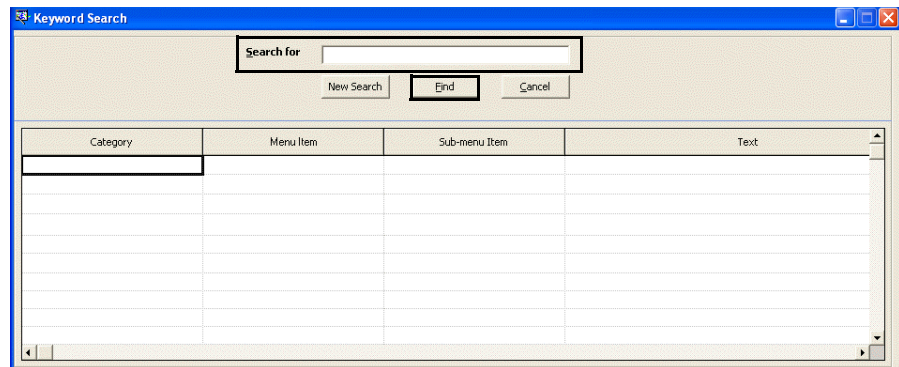 Keyword Search
Search for
New Search Find Cancel
Category Menu Item Sub-menu Item Text